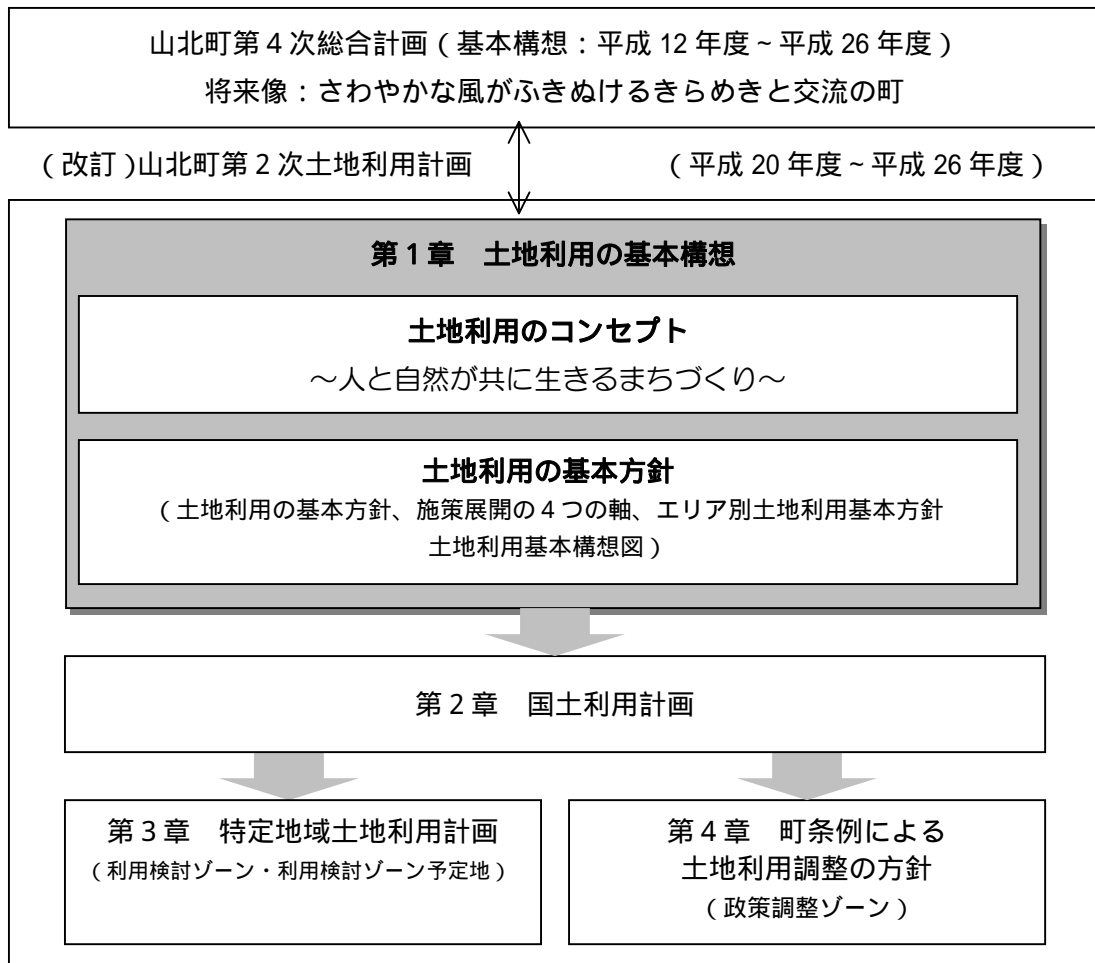 山北町第４次総合計画（基本構想：平成 12 年度～平成 26 年度）
将来像：さわやかな風がふきぬけるきらめきと交流の町
（改訂）山北町第２次土地利用計画　（平成 20 年度～平成 26 年度）
第１章　土地利用の基本構想
土地利用のコンセプト
～人と自然が共に生きるまちづくり～
土地利用の基本方針
（土地利用の基本方針、施策展開の４つの軸、エリア別土地利用基本方針
土地利用基本構想図）
第２章　国土利用計画
第３章　特定地域土地利用計画
（利用検討ゾーン・利用検討ゾーン予定地）
第４章　町条例による
土地利用調整の方針
（政策調整ゾーン）